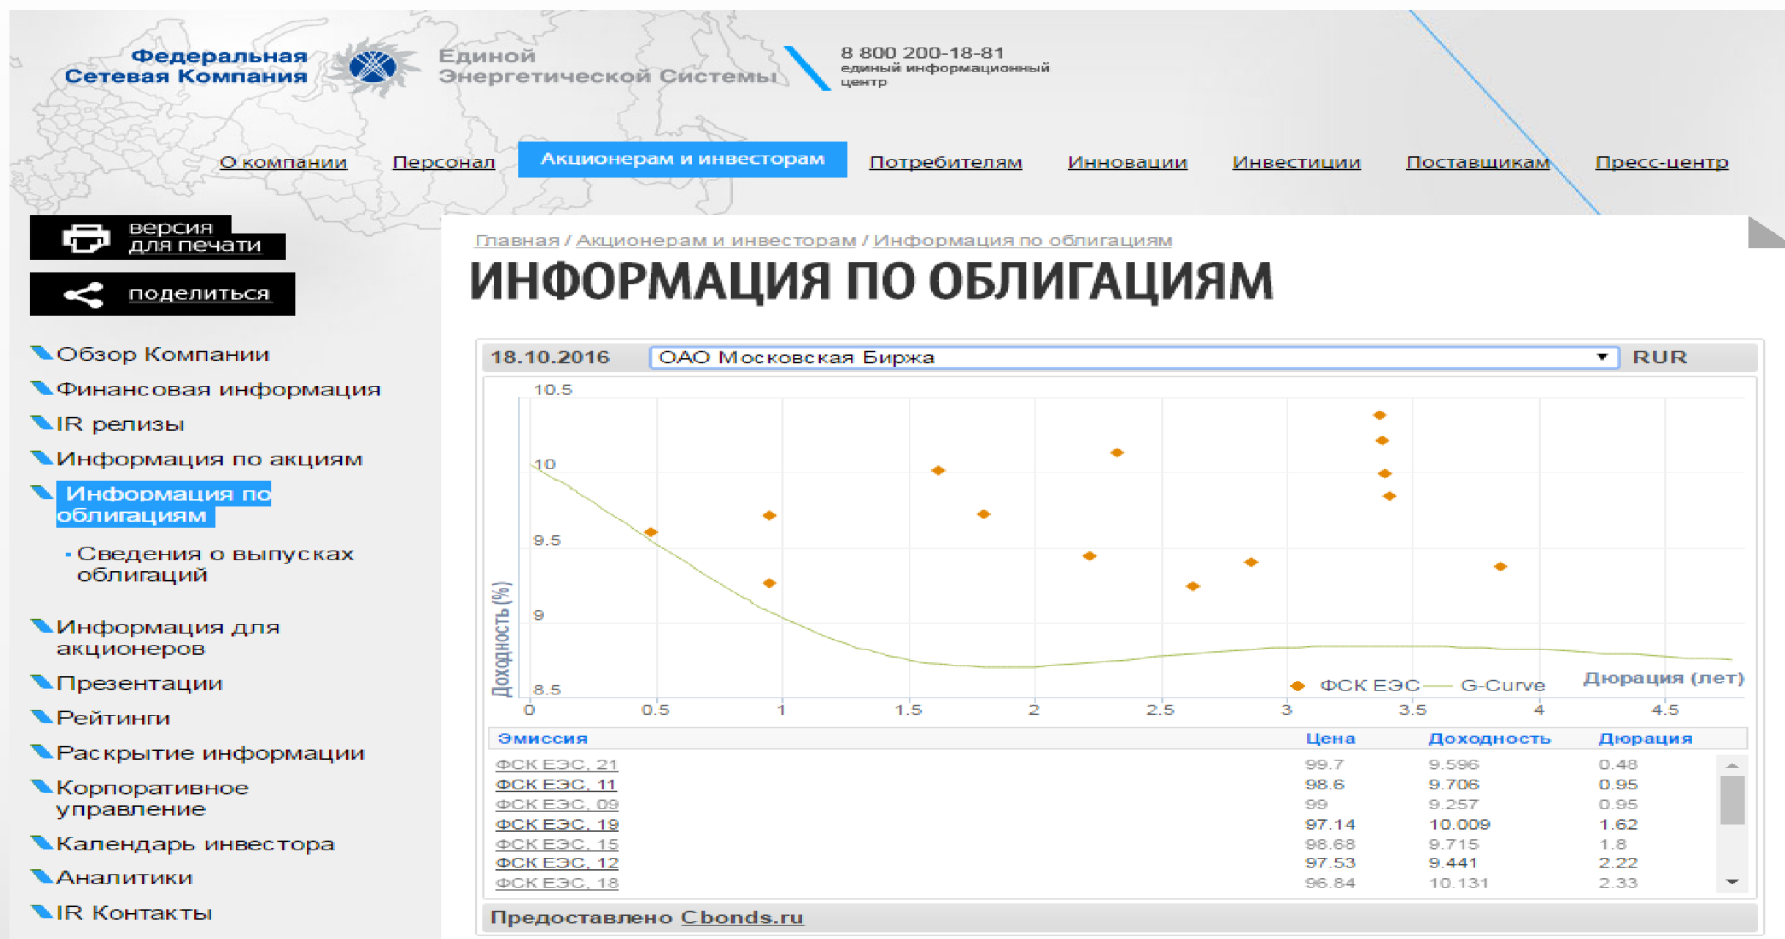 Федеральная
Сетевая Компания
Единой
Энергетической Системы
8 800 200-18-81
единый информационный
центр
О компании Персонал Акционерам и инвесторам Потребителям Инновации Инвестиции Поставщикам Пресс-центр
версия
для печати
поделиться
Обзор Компании
Финансовая информация
IR релизы
Информация по акциям
Информация по
облигациям
Сведения о выпусках
облигаций
Информация для
акционеров
Презентации
Рейтинги
Раскрытие информации
Корпоративное
управление
Календарь инвестора
Аналитики
IR Контакты
Главная / Акционерам и инвесторам / Информация по облигациям
ИНФОРМАЦИЯ ПО ОБЛИГАЦИЯМ
18.10.2016 ОАО Московская Биржа RUR
10.5
10
9.5
9
8.5
Доходность (%)
ФСК ЕЭС G-Curve Дюрация (лет)
0 0.5 1 1.5 2 2.5 3 3.5 4 4.5
Эмиссия Цена Доходность Дюрация
ФСК ЕЭС, 21 99.7 9.596 0.48
ФСК ЕЭС, 11 98.6 9.706 0.95
ФСК ЕЭС, 09 99 9.257 0.95
ФСК ЕЭС, 19 97.14 10.009 1.62
ФСК ЕЭС, 15 98.68 9.715 1.8
ФСК ЕЭС, 12 97.53 9.441 2.22
ФСК ЕЭС, 18 96.84 10.131 2.33
Предоставлено Cbonds.ru